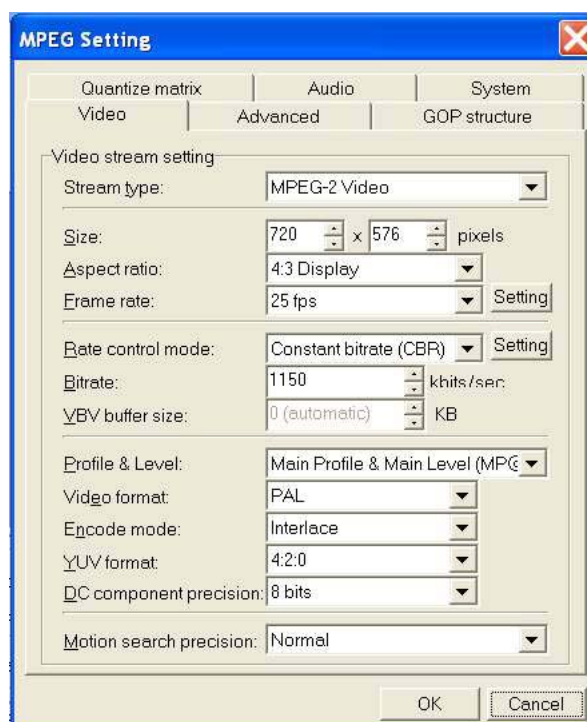 MPEG Setting
Quantize matrix Audio System
Video Advanced GOP structure
Video stream setting
Stream type: MPEG-2 Video
Size: 720 x 576 pixels
Aspect ratio: 4:3 Display
Frame rate: 25 fps Setting
Rate control mode: Constant bitrate (CBR) Setting
Bitrate: 1150 kbits/sec
VBV buffer size: 0 (automatic) KB
Profile & Level: Main Profile & Main Level (MP@
Video format: PAL
Encode mode: Interlace
YUV format: 4:2:0
DC component precision: 8 bits
Motion search precision: Normal
OK Cancel